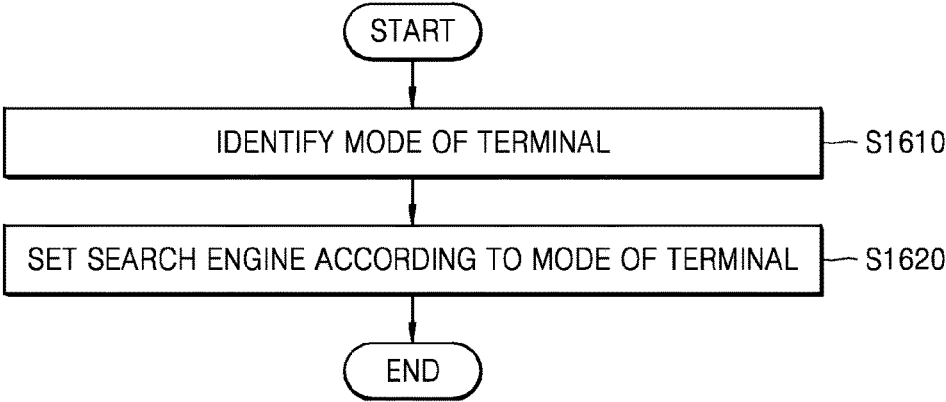 START
IDENTIFY MODE OF TERMINAL
S1610
SET SEARCH ENGINE ACCORDING TO MODE OF TERMINAL
S1620
END